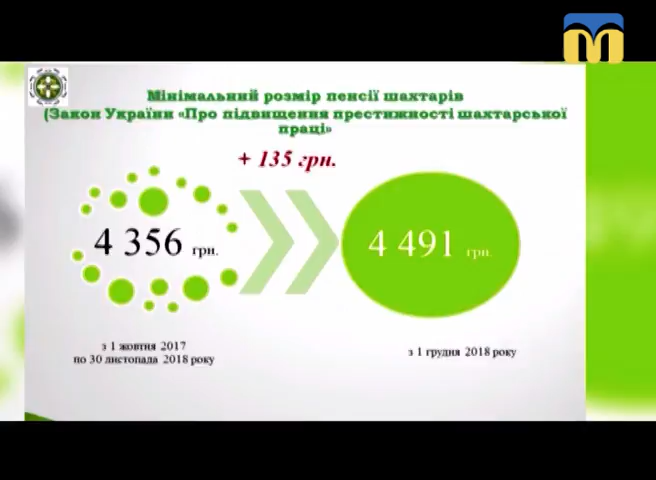 Мінімальний розмір пенсії шахтарів
(Закон України «Про підвищення престижності шахтарської
праці»
+ 135 грн.
4 356 грн.
4 491 грн.
з 1 жовтня 2017
по 30 листопада 2018 року
з 1 грудня 2018 року